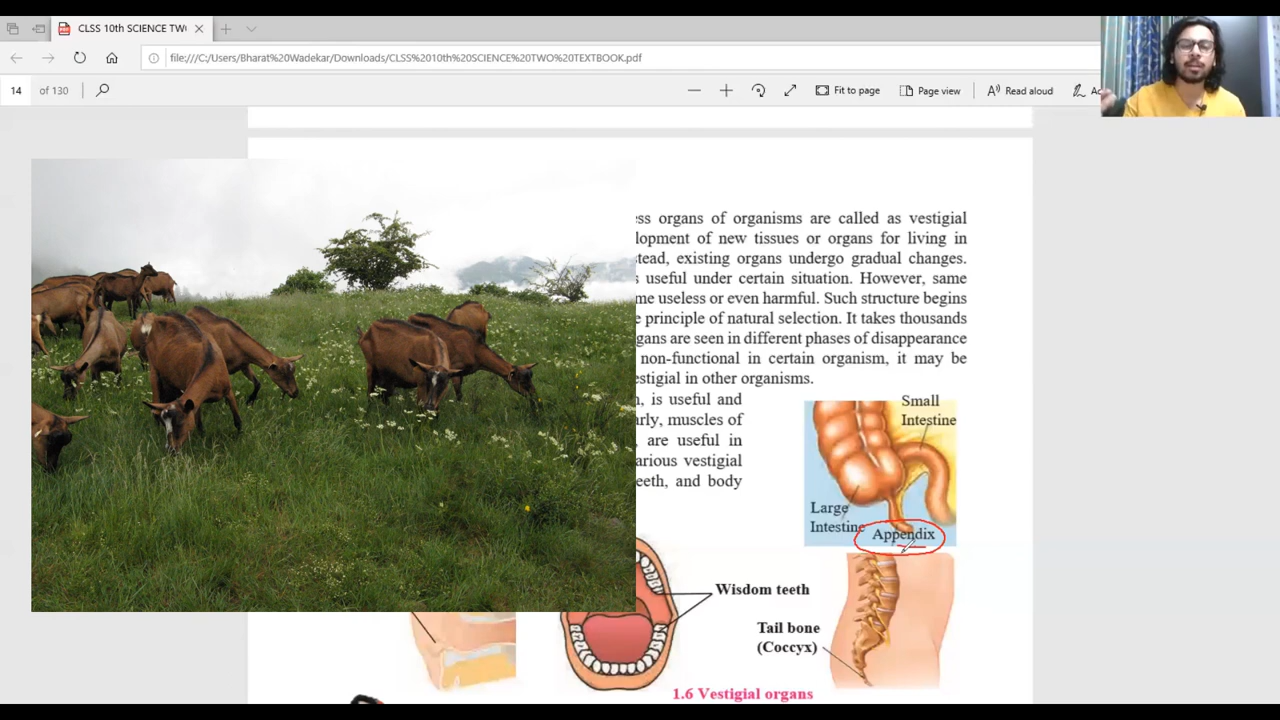 CLSS 10th SCIENCE TWO
file:///C:/Users/Bharat%20Wadekar/Downloads/CLSS%2010th%20SCIENCE%20TWO%20TEXTBOOK.pdf
14 of 130 Fit to page Page view Read aloud
ess organs of organisms are called as vestigial
lopment of new tissues or organs for living in
stead, existing organs undergo gradual changes.
s useful under certain situation. However, same
me useless or even harmful. Such structure begins
e principle of natural selection. It takes thousands
gans are seen in different phases of disappearance
non-functional in certain organism, it may be
estigial in other organisms.
n, is useful and
arly, muscles of
, are useful in
arious vestigial
eeth, and body
Small
Intestine
Large
Intestine
Appendix
Wisdom teeth
Tail bone
(Coccyx)
1.6 Vestigial organs